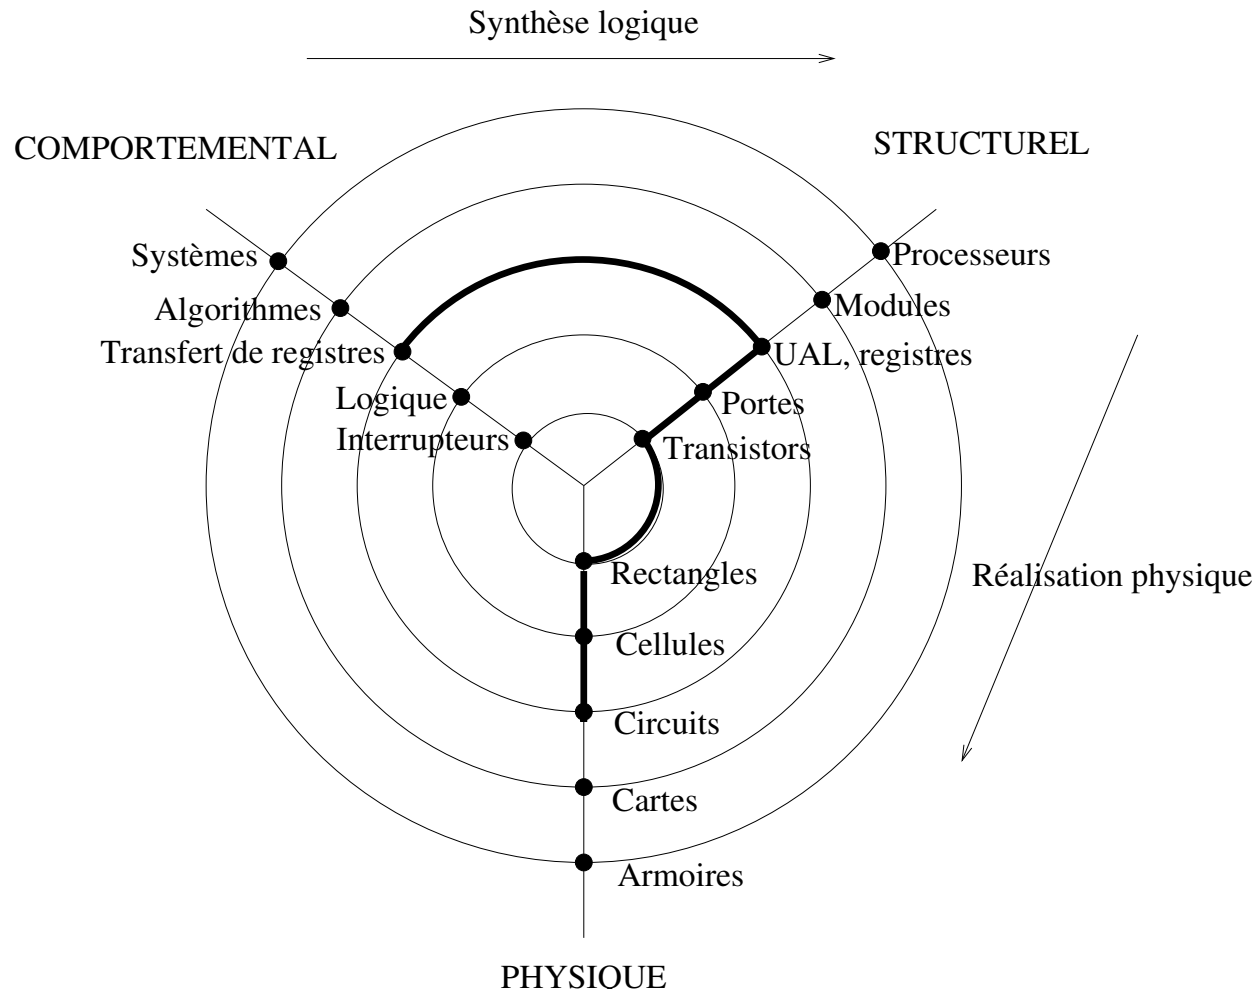 Synthèse logique
COMPORTEMENTAL
STRUCTUREL
Systèmes
Algorithmes
Transfert de registres
Logique
Interrupteurs
Processeurs
Modules
UAL, registres
Portes
Transistors
Réalisation physique
Rectangles
Cellules
Circuits
Cartes
Armoires
PHYSIQUE